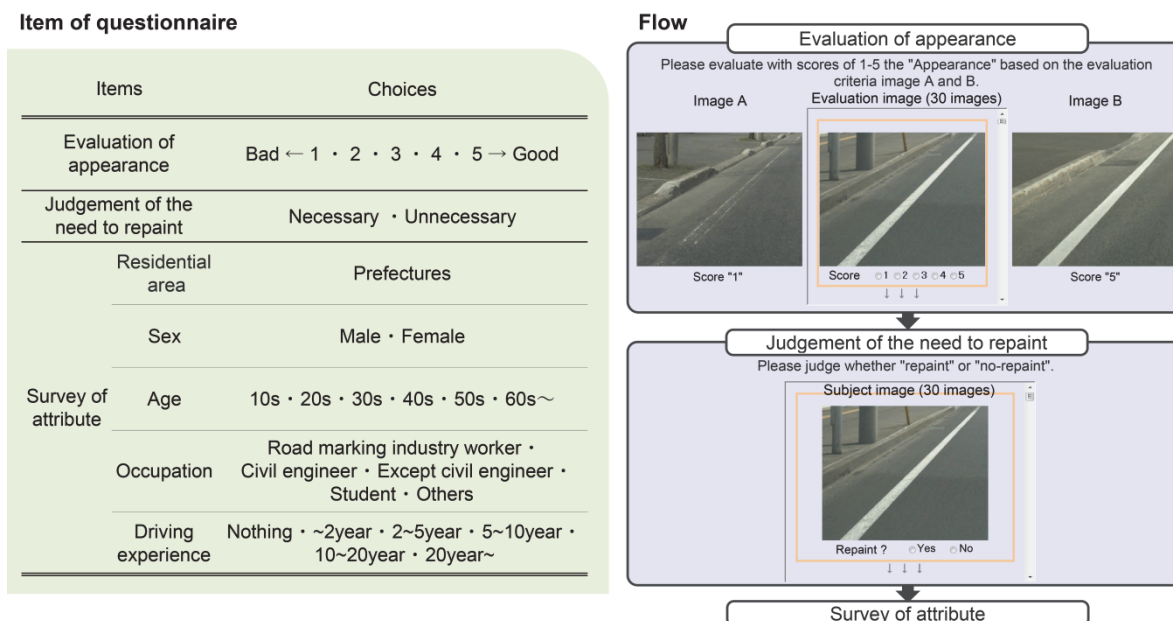 Item of questionnaire
Items
Choices
Evaluation of
appearance
Bad ← 1 ・ 2 ・ 3 ・ 4 ・ 5 → Good
Judgement of the
need to repaint
Necessary ・ Unnecessary
Survey of
attribute
Residential
area
Prefectures
Sex
Male・Female
Age
10s・20s・30s・40s・50s・60s～
Occupation
Road marking industry worker・
Civil engineer・Except civil engineer・
Student・Others
Driving
experience
Nothing・~2year・2~5year・5~10year・
10~20year・20year~
Flow
Evaluation of appearance
Please evaluate with scores of 1-5 the "Appearance" based on the evaluation
criteria image A and B.
Image A
Evaluation image (30 images)
Image B
Score 1 2 3 4 5
↓ ↓ ↓
Score "1"
Score "5"
Judgement of the need to repaint
Please judge whether "repaint" or "no-repaint".
Subject image (30 images)
Repaint ? Yes No
↓ ↓ ↓
Survey of attribute